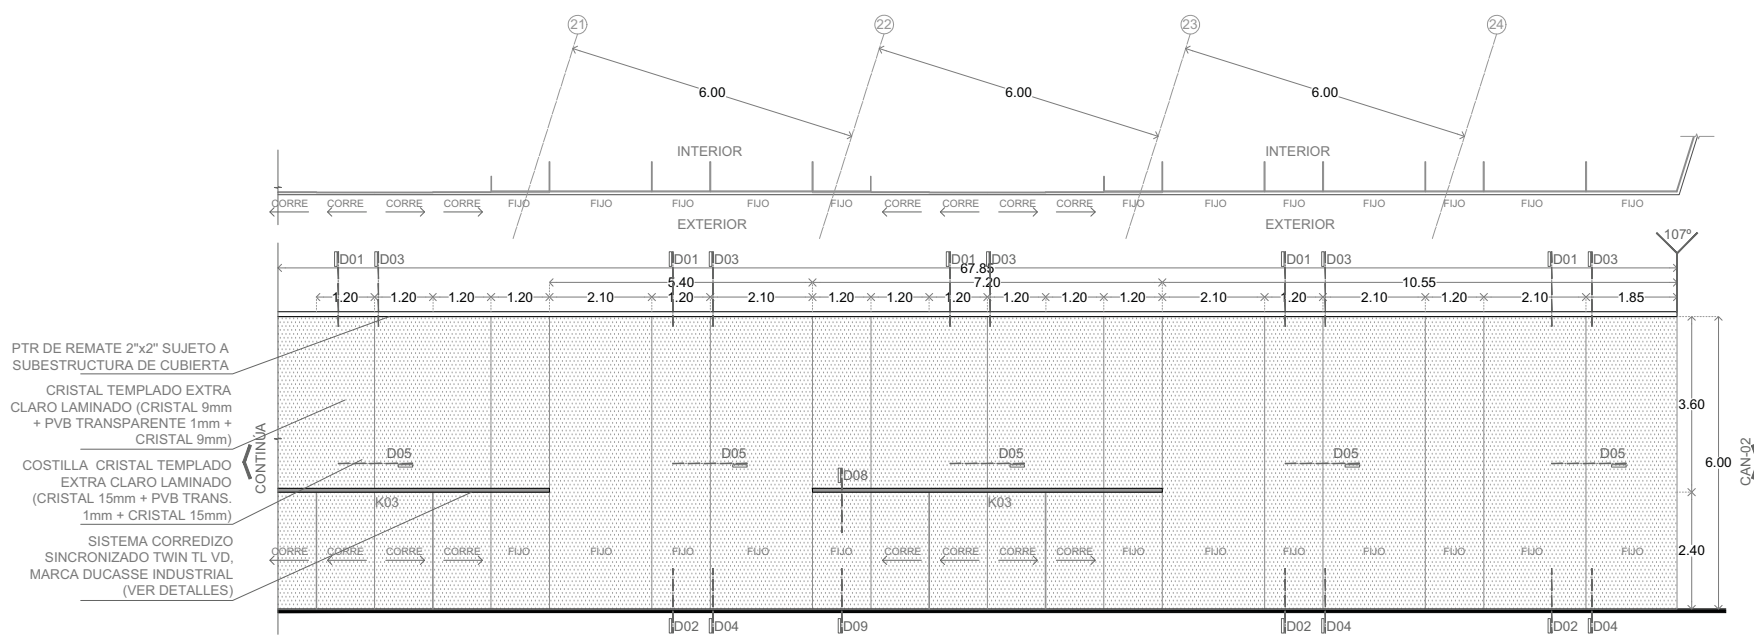 21
22
23
24
6.00
6.00
6.00
INTERIOR
INTERIOR
CORRE CORRE CORRE CORRE FIJO FIJO FIJO FIJO FIJO CORRE CORRE CORRE CORRE FIJO FIJO FIJO FIJO FIJO FIJO FIJO
EXTERIOR
EXTERIOR
107º
D01 D03 D01 D03 D01 D03 D01 D03 D01 D03
67.85
5.40 7.20 10.55
1.20 1.20 1.20 1.20 2.10 1.20 2.10 1.20 1.20 1.20 1.20 1.20 1.20 2.10 1.20 2.10 1.20 2.10 1.85
PTR DE REMATE 2"x2" SUJETO A
SUBESTRUCTURA DE CUBIERTA
CRISTAL TEMPLADO EXTRA
CLARO LAMINADO (CRISTAL 9mm
+ PVB TRANSPARENTE 1mm +
CRISTAL 9mm)
COSTILLA CRISTAL TEMPLADO
EXTRA CLARO LAMINADO
(CRISTAL 15mm + PVB TRANS.
1mm + CRISTAL 15mm)
SISTEMA CORREDIZO
SINCRONIZADO TWIN TL VD,
MARCA DUCASSE INDUSTRIAL
(VER DETALLES)
CONTINÚA
3.60
D05 D05 D05 D05 D05
6.00
CAN-02
D08
K03 K03
2.40
CORRE CORRE CORRE CORRE FIJO FIJO FIJO FIJO FIJO CORRE CORRE CORRE CORRE FIJO FIJO FIJO FIJO FIJO FIJO FIJO
D02 D04 D09 D02 D04 D02 D04